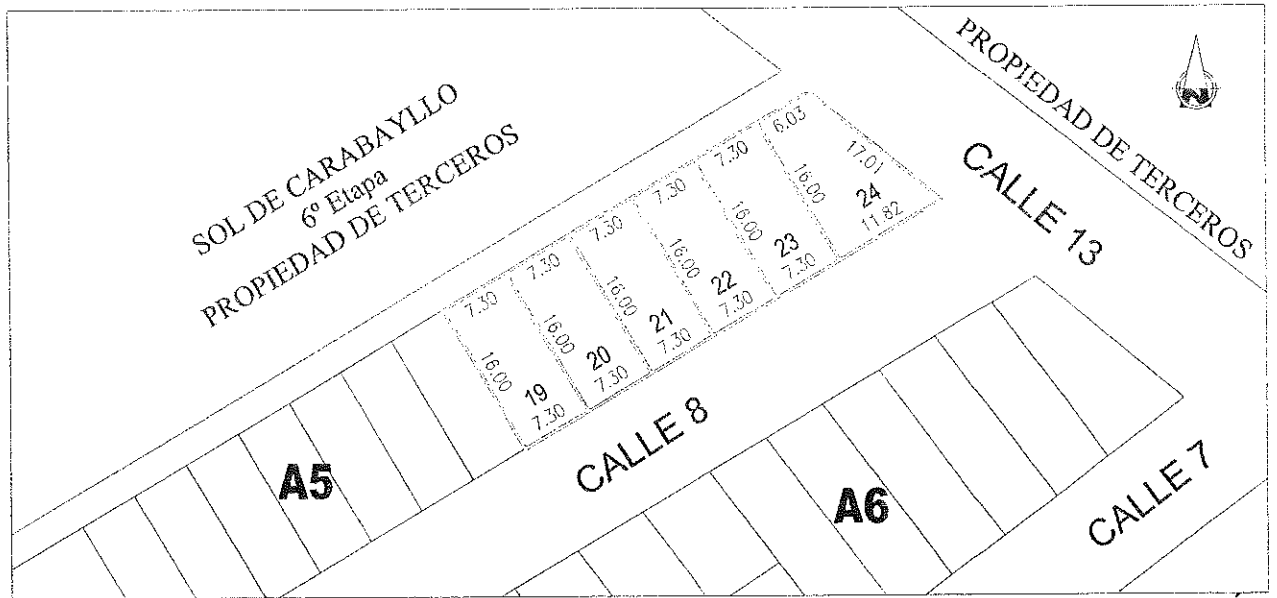 SOL DE CARABAYLLO
6º Etapa
PROPIEDAD DE TERCEROS
PROPIEDAD DE TERCEROS
N
CALLE 13
6.03
17.01
16.00
24
11.82
7.30
16.00
23
7.30
7.30
16.00
22
7.30
7.30
16.00
21
7.30
7.30
16.00
20
7.30
7.30
16.00
19
7.30
A5
CALLE 8
A6
CALLE 7